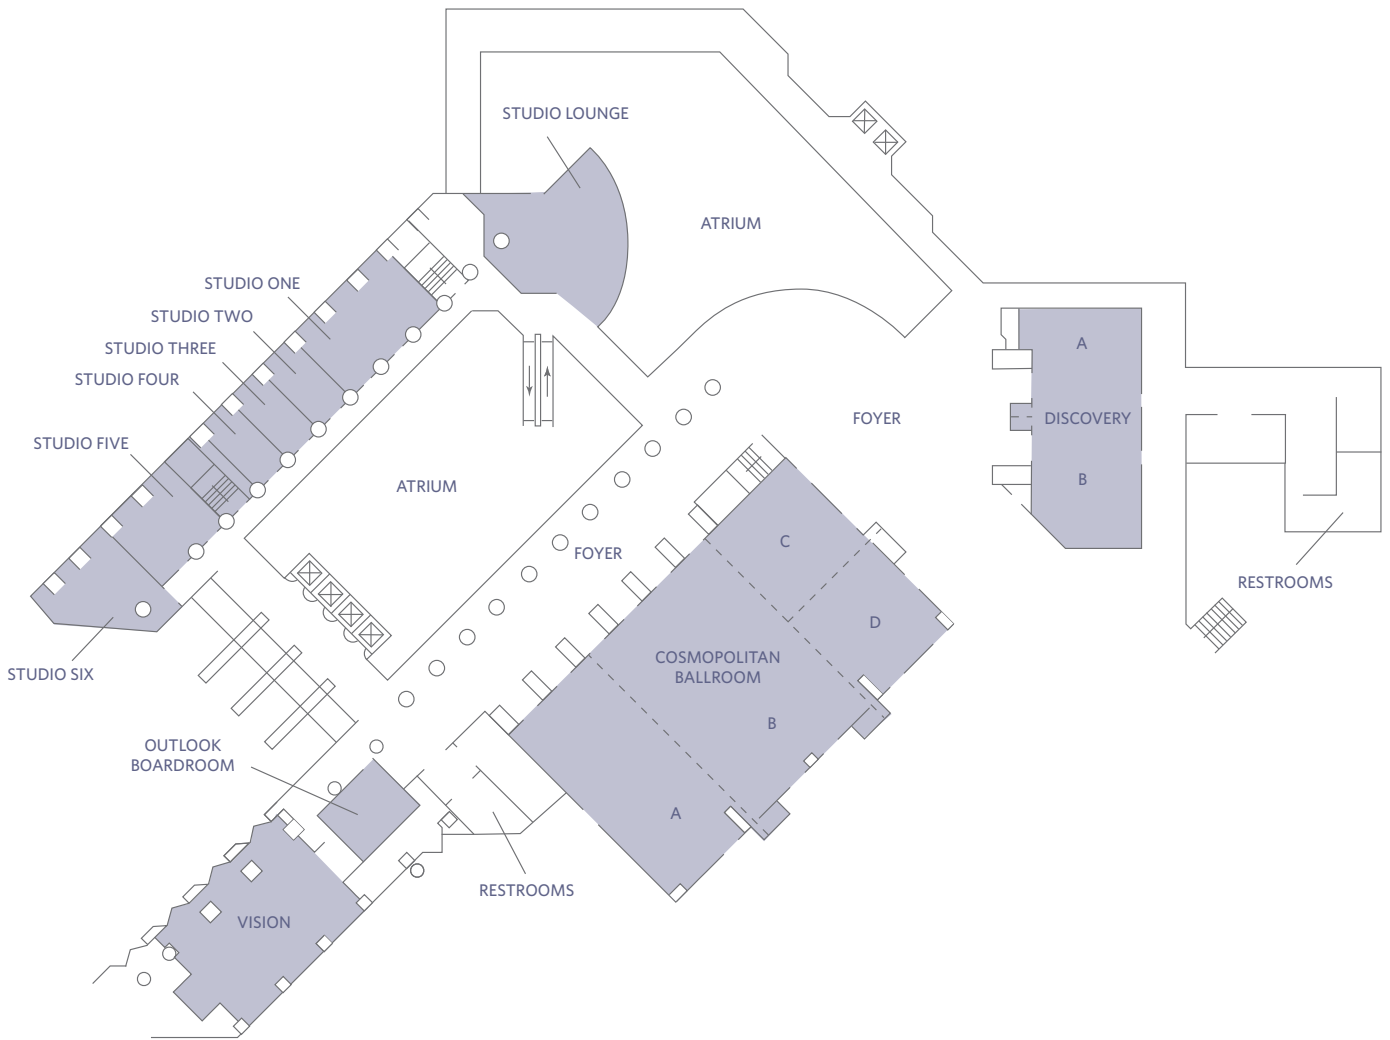 STUDIO LOUNGE
ATRIUM
STUDIO ONE
STUDIO TWO
STUDIO THREE
STUDIO FOUR
STUDIO FIVE
STUDIO SIX
ATRIUM
FOYER
FOYER
A
DISCOVERY
B
RESTROOMS
C
D
COSMOPOLITAN
BALLROOM
B
A
OUTLOOK
BOARDROOM
RESTROOMS
VISION